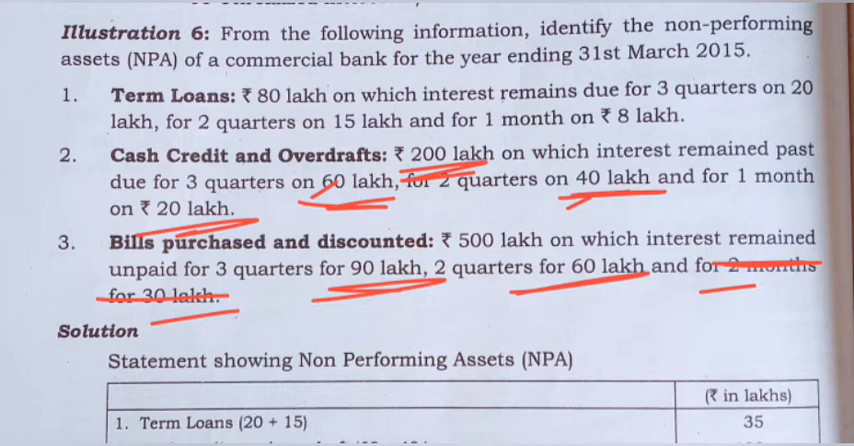 Illustration 6: From the following information, identify the non-performing
assets (NPA) of a commercial bank for the year ending 31st March 2015.
1. Term Loans: ₹ 80 lakh on which interest remains due for 3 quarters on 20
lakh, for 2 quarters on 15 lakh and for 1 month on ₹ 8 lakh.
2. Cash Credit and Overdrafts: ₹ 200 lakh on which interest remained past
due for 3 quarters on 60 lakh, for 2 quarters on 40 lakh and for 1 month
on ₹ 20 lakh.
3. Bills purchased and discounted: ₹ 500 lakh on which interest remained
unpaid for 3 quarters for 90 lakh, 2 quarters for 60 lakh and for 2 months
for 30 lakh.
Solution
Statement showing Non Performing Assets (NPA)
(₹ in lakhs)
1. Term Loans (20 + 15) 35